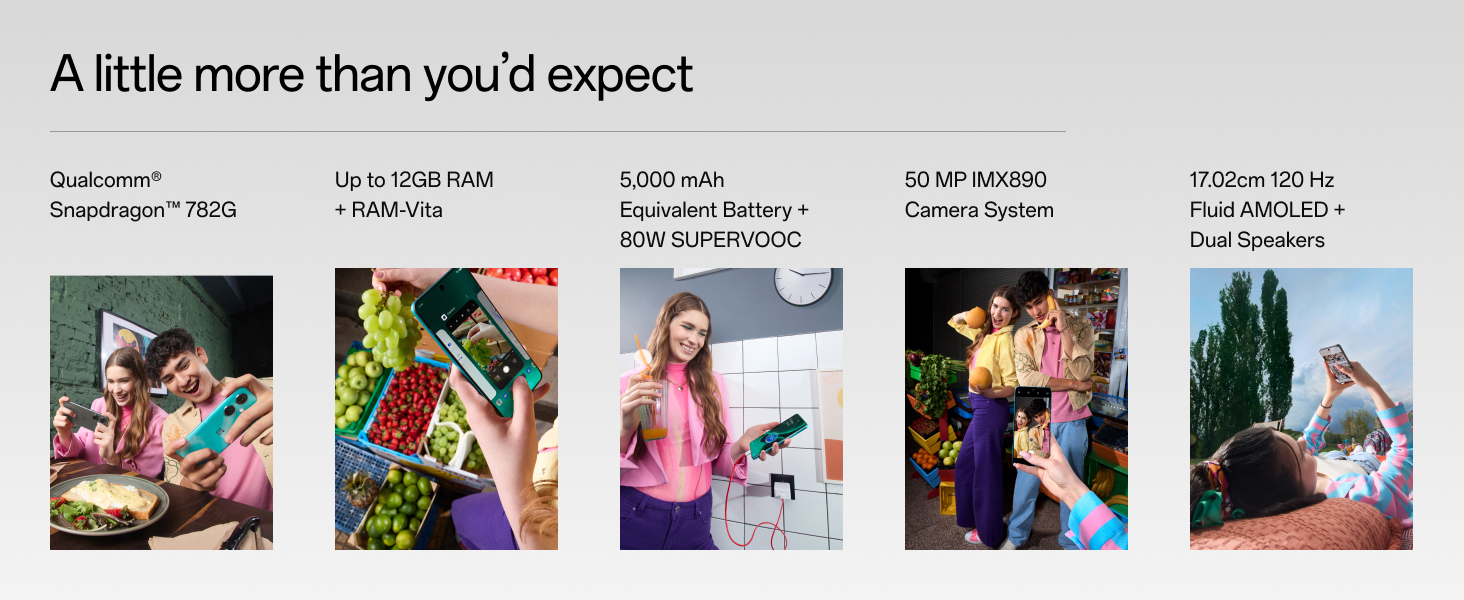 A little more than you’d expect
Qualcomm®
Snapdragon™ 782G
Up to 12GB RAM
+ RAM-Vita
5,000 mAh
Equivalent Battery +
80W SUPERVOOC
50 MP IMX890
Camera System
17.02cm 120 Hz
Fluid AMOLED +
Dual Speakers